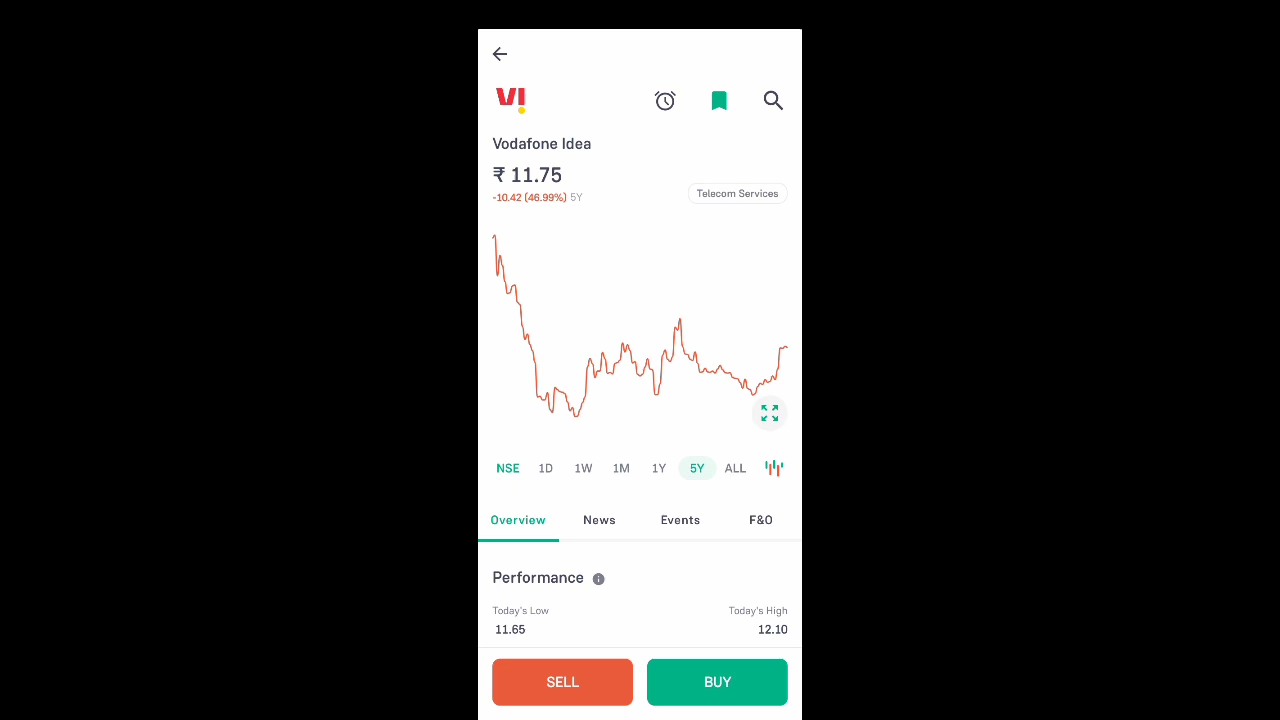 VI
Vodafone Idea
₹ 11.75
-10.42 (46.99%) 5Y
Telecom Services
NSE 1D 1W 1M 1Y 5Y ALL
Overview News Events F&O
Performance
Today's Low Today's High
11.65 12.10
SELL BUY